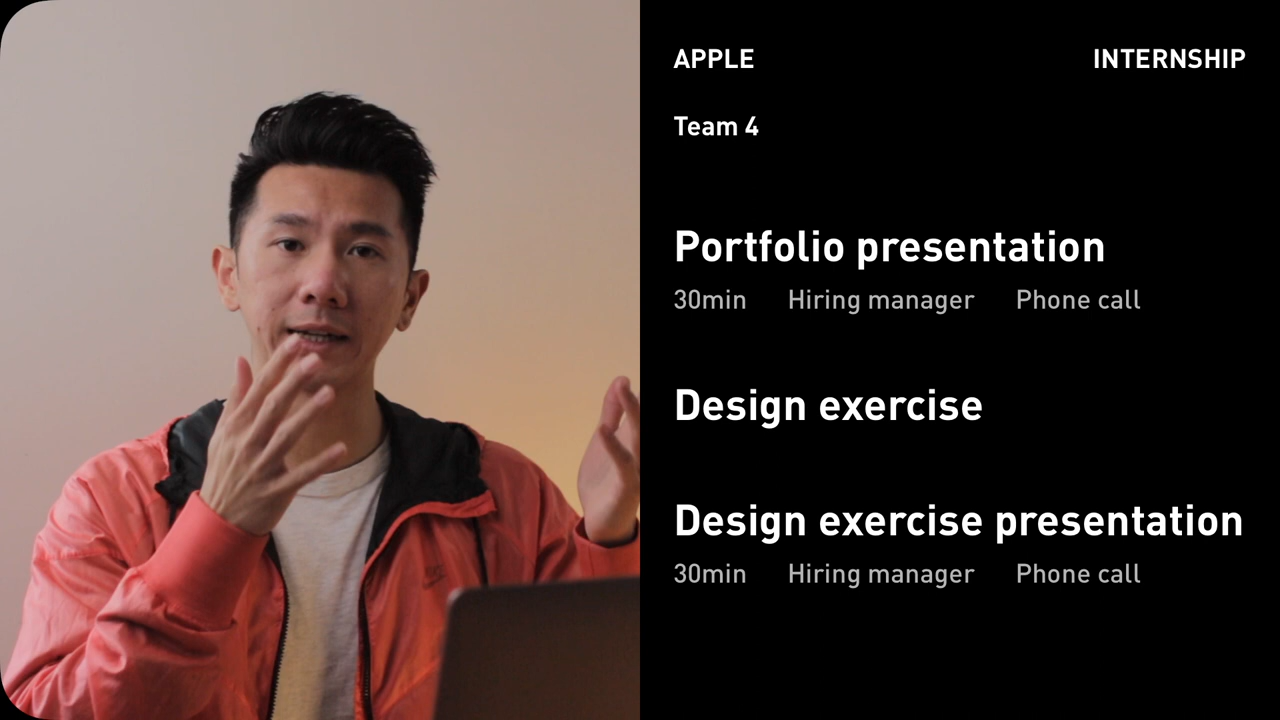 APPLE INTERNSHIP
Team 4
Portfolio presentation
30min Hiring manager Phone call
Design exercise
Design exercise presentation
30min Hiring manager Phone call